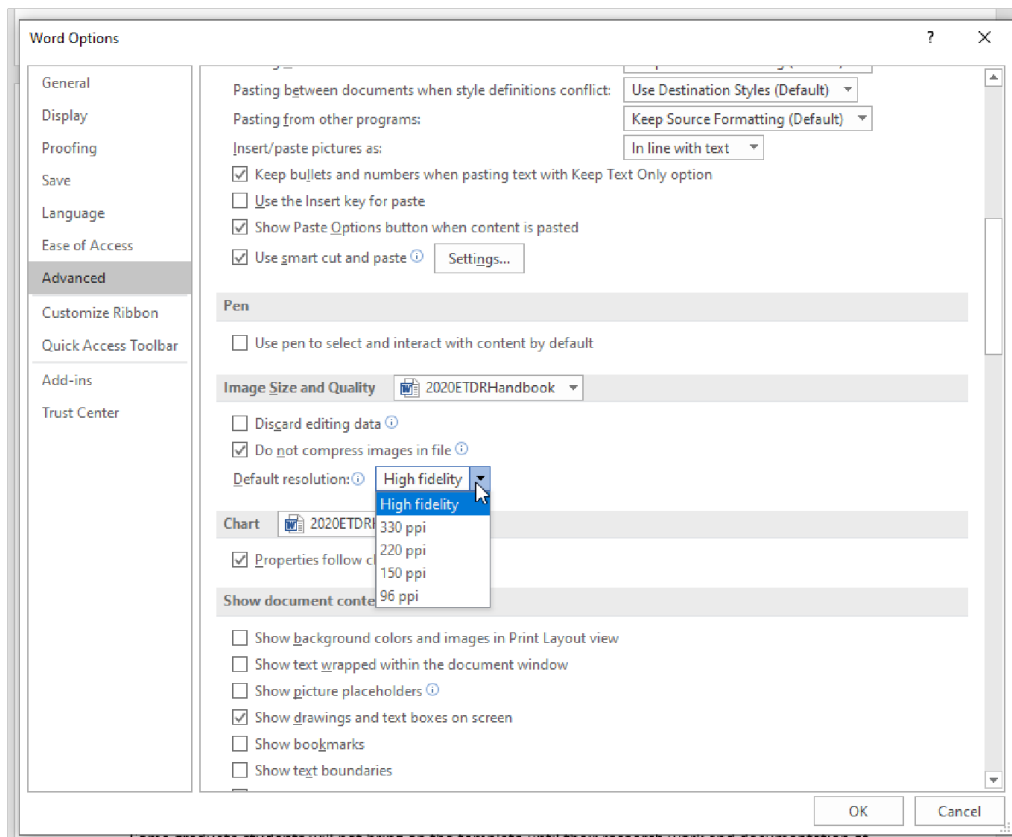 Word Options
?
General
Display
Proofing
Save
Language
Ease of Access
Advanced
Customize Ribbon
Quick Access Toolbar
Add-ins
Trust Center
Pasting between documents when style definitions conflict: Use Destination Styles (Default)
Pasting from other programs: Keep Source Formatting (Default)
Insert/paste pictures as: In line with text
Keep bullets and numbers when pasting text with Keep Text Only option
Use the Insert key for paste
Show Paste Options button when content is pasted
Use smart cut and paste Settings...
Pen
Use pen to select and interact with content by default
Image Size and Quality 2020ETDRHandbook
Discard editing data
Do not compress images in file
Default resolution: High fidelity
High fidelity
330 ppi
220 ppi
150 ppi
96 ppi
Chart 2020ETDR
Properties follow
Show document
Show background colors and images in Print Layout view
Show text wrapped within the document window
Show picture placeholders
Show drawings and text boxes on screen
Show bookmarks
Show text boundaries
OK
Cancel